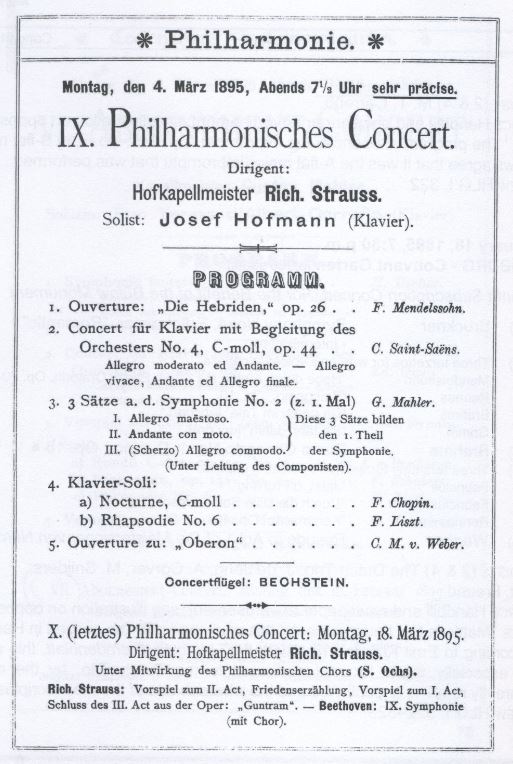 * Philharmonie. *
Montag, den 4. März 1895, Abends 7½ Uhr sehr präcise.
IX. Philharmonisches Concert.
Dirigent:
Hofkapellmeister Rich. Strauss.
Solist: Josef Hofmann (Klavier).
PROGRAMM.
1. Ouverture: „Die Hebriden," op. 26 . . F. Mendelssohn.
2. Concert für Klavier mit Begleitung des
Orchesters No. 4, C-moll, op. 44 . . . C. Saint-Saëns.
Allegro moderato ed Andante. — Allegro
vivace, Andante ed Allegro finale.
3. 3 Sätze a. d. Symphonie No. 2 (z. 1. Mal) G. Mahler.
I. Allegro maëstoso. Diese 3 Sätze bilden
II. Andante con moto. den 1. Theil
III. (Scherzo) Allegro commodo. der Symphonie.
(Unter Leitung des Componisten).
4. Klavier-Soli:
a) Nocturne, C-moll . . . . . . F. Chopin.
b) Rhapsodie No. 6 . . . . . . F. Liszt.
5. Ouverture zu: „Oberon" . . . . . . C. M. v. Weber.
Concertflügel: BECHSTEIN.
X. (letztes) Philharmonisches Concert: Montag, 18. März 1895.
Dirigent: Hofkapellmeister Rich. Strauss.
Unter Mitwirkung des Philharmonischen Chors (S. Ochs).
Rich. Strauss: Vorspiel zum II. Act, Friedenserzählung, Vorspiel zum I. Act,
Schluss des III. Act aus der Oper: „Guntram". — Beethoven: IX. Symphonie
(mit Chor).